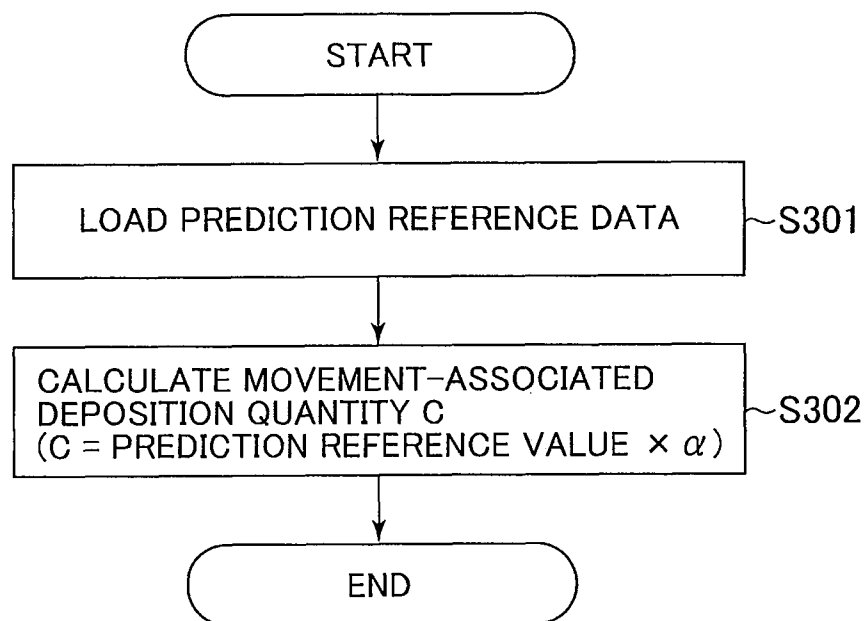 START
LOAD PREDICTION REFERENCE DATA
~S301
CALCULATE MOVEMENT-ASSOCIATED
DEPOSITION QUANTITY C
(C = PREDICTION REFERENCE VALUE × α)
~S302
END